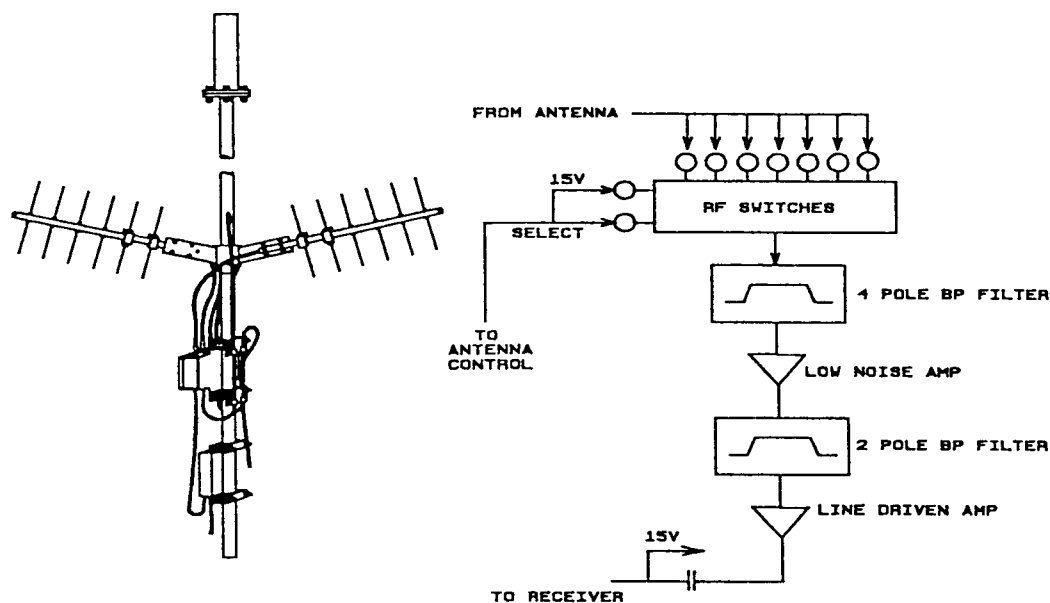 FROM ANTENNA
15V
RF SWITCHES
SELECT
4 POLE BP FILTER
TO
ANTENNA
CONTROL
LOW NOISE AMP
2 POLE BP FILTER
LINE DRIVEN AMP
15V
TO RECEIVER